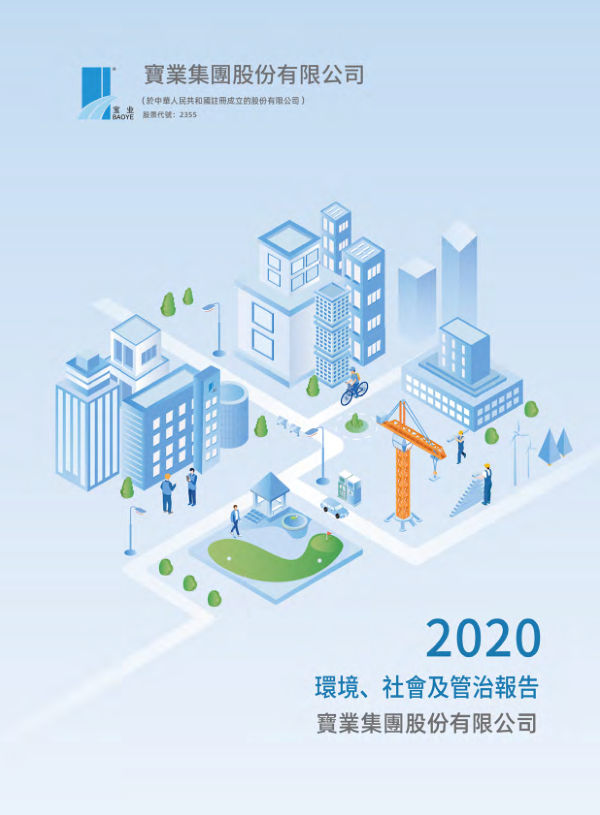 寶業集團股份有限公司
(於中華人民共和國註冊成立的股份有限公司)
股票代號：2355
宝业
BAOYE
2020
環境、社會及管治報告
寶業集團股份有限公司